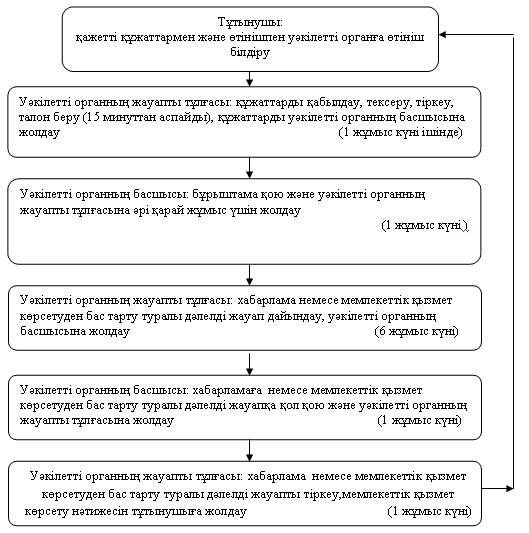 Тұтынушы:
қажетті құжаттармен және өтінішпен уәкілетті органға өтініш
білдіру
Уәкілетті органның жауапты тұлғасы: құжаттарды қабылдау, тексеру, тіркеу,
талон беру (15 минуттан аспайды), құжаттарды уәкілетті органның басшысына
жолдау (1 жұмыс күні ішінде)
Уәкілетті органның басшысы: бұрыштама қою және уәкілетті органның
жауапты тұлғасына әрі қарай жұмыс үшін жолдау
(1 жұмыс күні)
Уәкілетті органның жауапты тұлғасы: хабарлама немесе мемлекеттік қызмет
көрсетуден бас тарту туралы дәлелді жауап дайындау, уәкілетті органның
басшысына жолдау (6 жұмыс күні)
Уәкілетті органның басшысы: хабарламаға немесе мемлекеттік қызмет
көрсетуден бас тарту туралы дәлелді жауапқа қол қою және уәкілетті органның
жауапты тұлғасына жолдау (1 жұмыс күні)
Уәкілетті органның жауапты тұлғасы: хабарлама немесе мемлекеттік қызмет
көрсетуден бас тарту туралы дәлелді жауапты тіркеу,мемлекеттік қызмет
көрсету нәтижесін тұтынушыға жолдау (1 жұмыс күні)